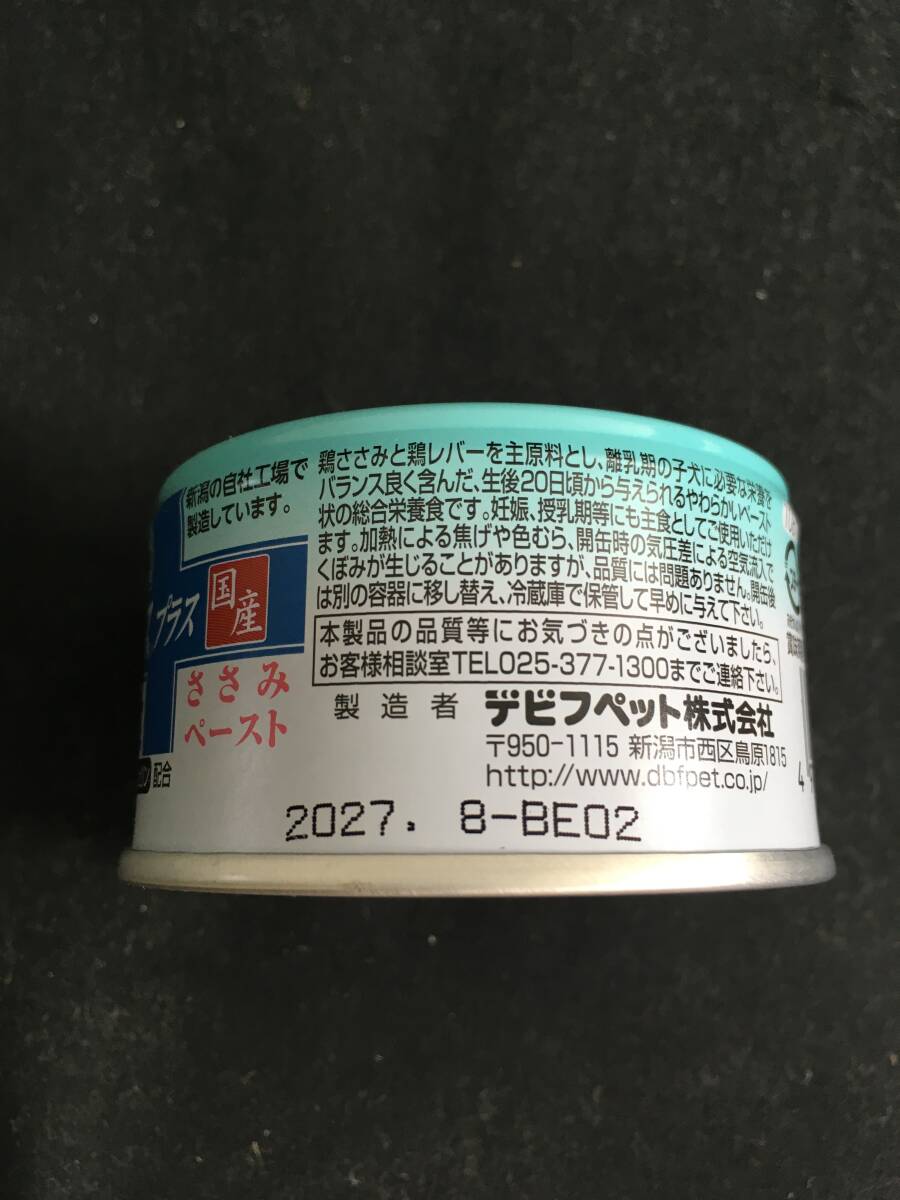 新潟の自社工場で
製造しています。
プラス
国産
ささみ
ペースト
配合
鶏ささみと鶏レバーを主原料とし、離乳期の子犬に必要な栄養を
バランス良く含んだ、生後20日頃から与えられるやわらかいペースト
状の総合栄養食です。妊娠、授乳期等にも主食としてご使用いただけ
ます。加熱による焦げや色むら、開缶時の気圧差による空気流入で
くぼみが生じることがありますが、品質には問題ありません。開缶後
は別の容器に移し替え、冷蔵庫で保管して早めに与えて下さい。
本製品の品質等にお気づきの点がございましたら、
お客様相談室TEL025-377-1300までご連絡下さい。
製造者 デビフペット株式会社
〒950-1115 新潟市西区鳥原1815
http://www.dbfpet.co.jp/
4
2027. 8-BE02